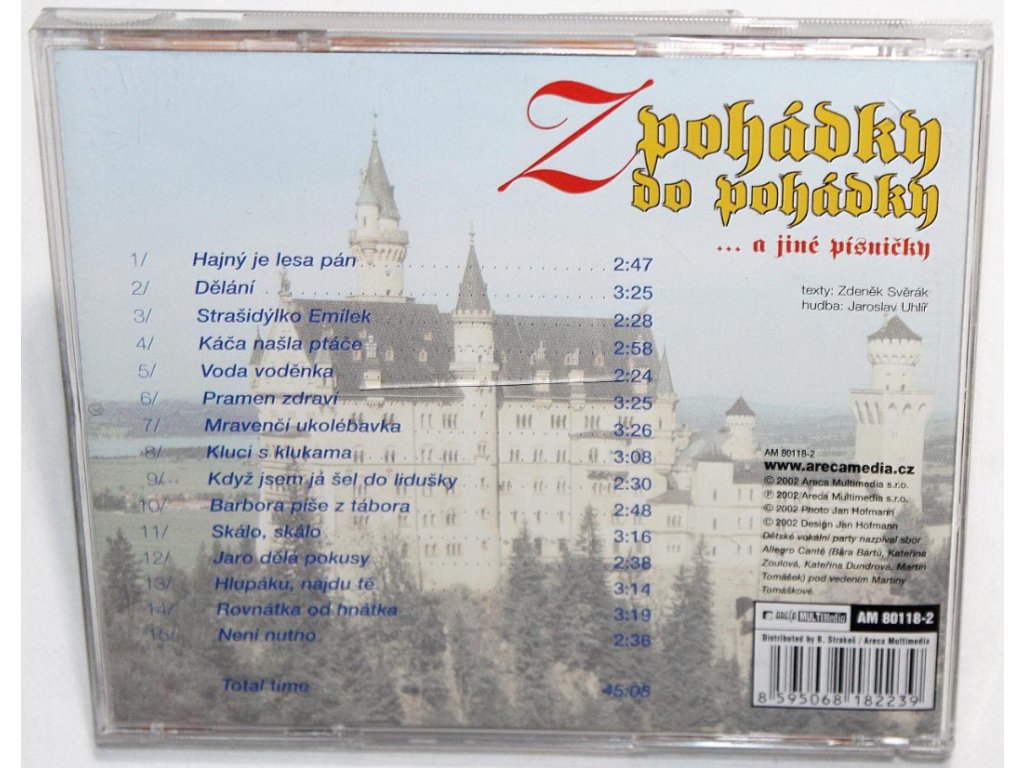 Z pohádky
do pohádky
... a jiné písničky
texty: Zdeněk Svěrák
hudba: Jaroslav Uhlíř
1/ Hajný je lesa pán 2:47
2/ Dělání 3:25
3/ Strašidýlko Emílek 2:28
4/ Káča našla ptáče 2:58
5/ Voda voděnka 2:24
6/ Pramen zdraví 3:25
7/ Mravenčí ukolébavka 3:26
8/ Kluci s klukama 3:08
9/ Když jsem já šel do lidušky 2:30
10/ Barbora píše z tábora 2:48
11/ Skálo, skálo 3:16
12/ Jaro dělá pokusy 2:38
13/ Hlupáku, najdu tě 3:14
14/ Rovnátka od hnátka 3:19
15/ Není nutno 2:36
Total time 45:08
AM 80118-2
www.arecamedia.cz
© 2002 Areca Multimedia s.r.o.
℗ 2002 Areca Multimedia s.r.o.
© 2002 Photo Jan Hofmann
© 2002 Design Jan Hofmann
Dětské vokální party nazpíval sbor
Allegro Canté (Bára Bártů, Kateřina
Zoulová, Kateřina Dundrová, Martin
Tomášek) pod vedením Martiny
Tomáškové.
ARECA MULTIMedia AM 80118-2
Distributed by B. Strakoš / Areca Multimedia
8 595068 182239